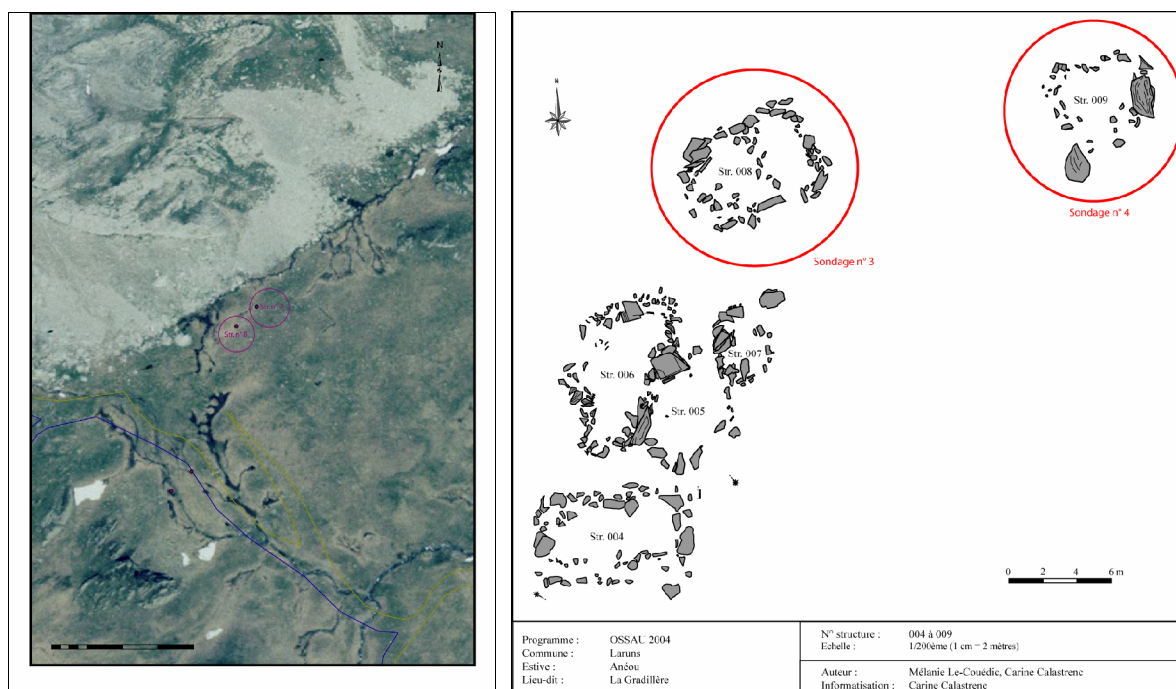 N
Str. n° 8
N
Str. 009
Sondage n° 4
Str. 008
Sondage n° 3
Str. 007
Str. 006
Str. 005
Str. 004
0 2 4 6 m
Programme : OSSAU 2004
Commune : Laruns
Estive : Anéou
Lieu-dit : La Gradillère
N° structure : 004 à 009
Echelle : 1/200ème (1 cm = 2 mètres)
Auteur : Mélanie Le-Couédic, Carine Calastrenc
Informatisation : Carine Calastrenc